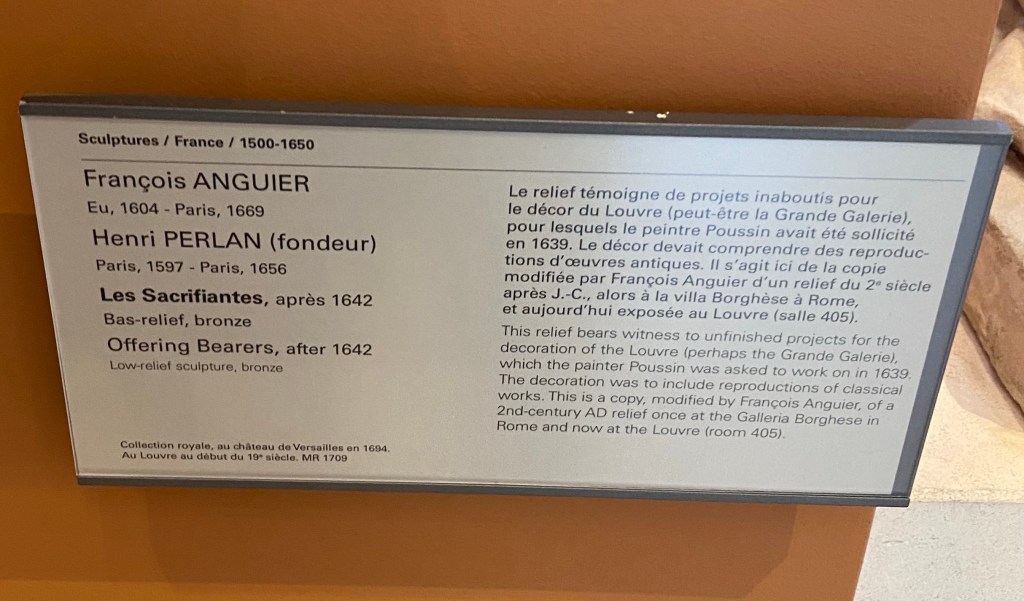 Sculptures / France / 1500-1650
François ANGUIER
Eu, 1604 - Paris, 1669
Henri PERLAN (fondeur)
Paris, 1597 - Paris, 1656
Les Sacrifiantes, après 1642
Bas-relief, bronze
Offering Bearers, after 1642
Low-relief sculpture, bronze
Collection royale, au château de Versailles en 1694.
Au Louvre au début du 19e siècle. MR 1709
Le relief témoigne de projets inaboutis pour
le décor du Louvre (peut-être la Grande Galerie),
pour lesquels le peintre Poussin avait été sollicité
en 1639. Le décor devait comprendre des reproduc-
tions d'œuvres antiques. Il s'agit ici de la copie
modifiée par François Anguier d'un relief du 2e siècle
après J.-C., alors à la villa Borghèse à Rome,
et aujourd'hui exposée au Louvre (salle 405).
This relief bears witness to unfinished projects for the
decoration of the Louvre (perhaps the Grande Galerie),
which the painter Poussin was asked to work on in 1639.
The decoration was to include reproductions of classical
works. This is a copy, modified by François Anguier, of a
2nd-century AD relief once at the Galleria Borghese in
Rome and now at the Louvre (room 405).